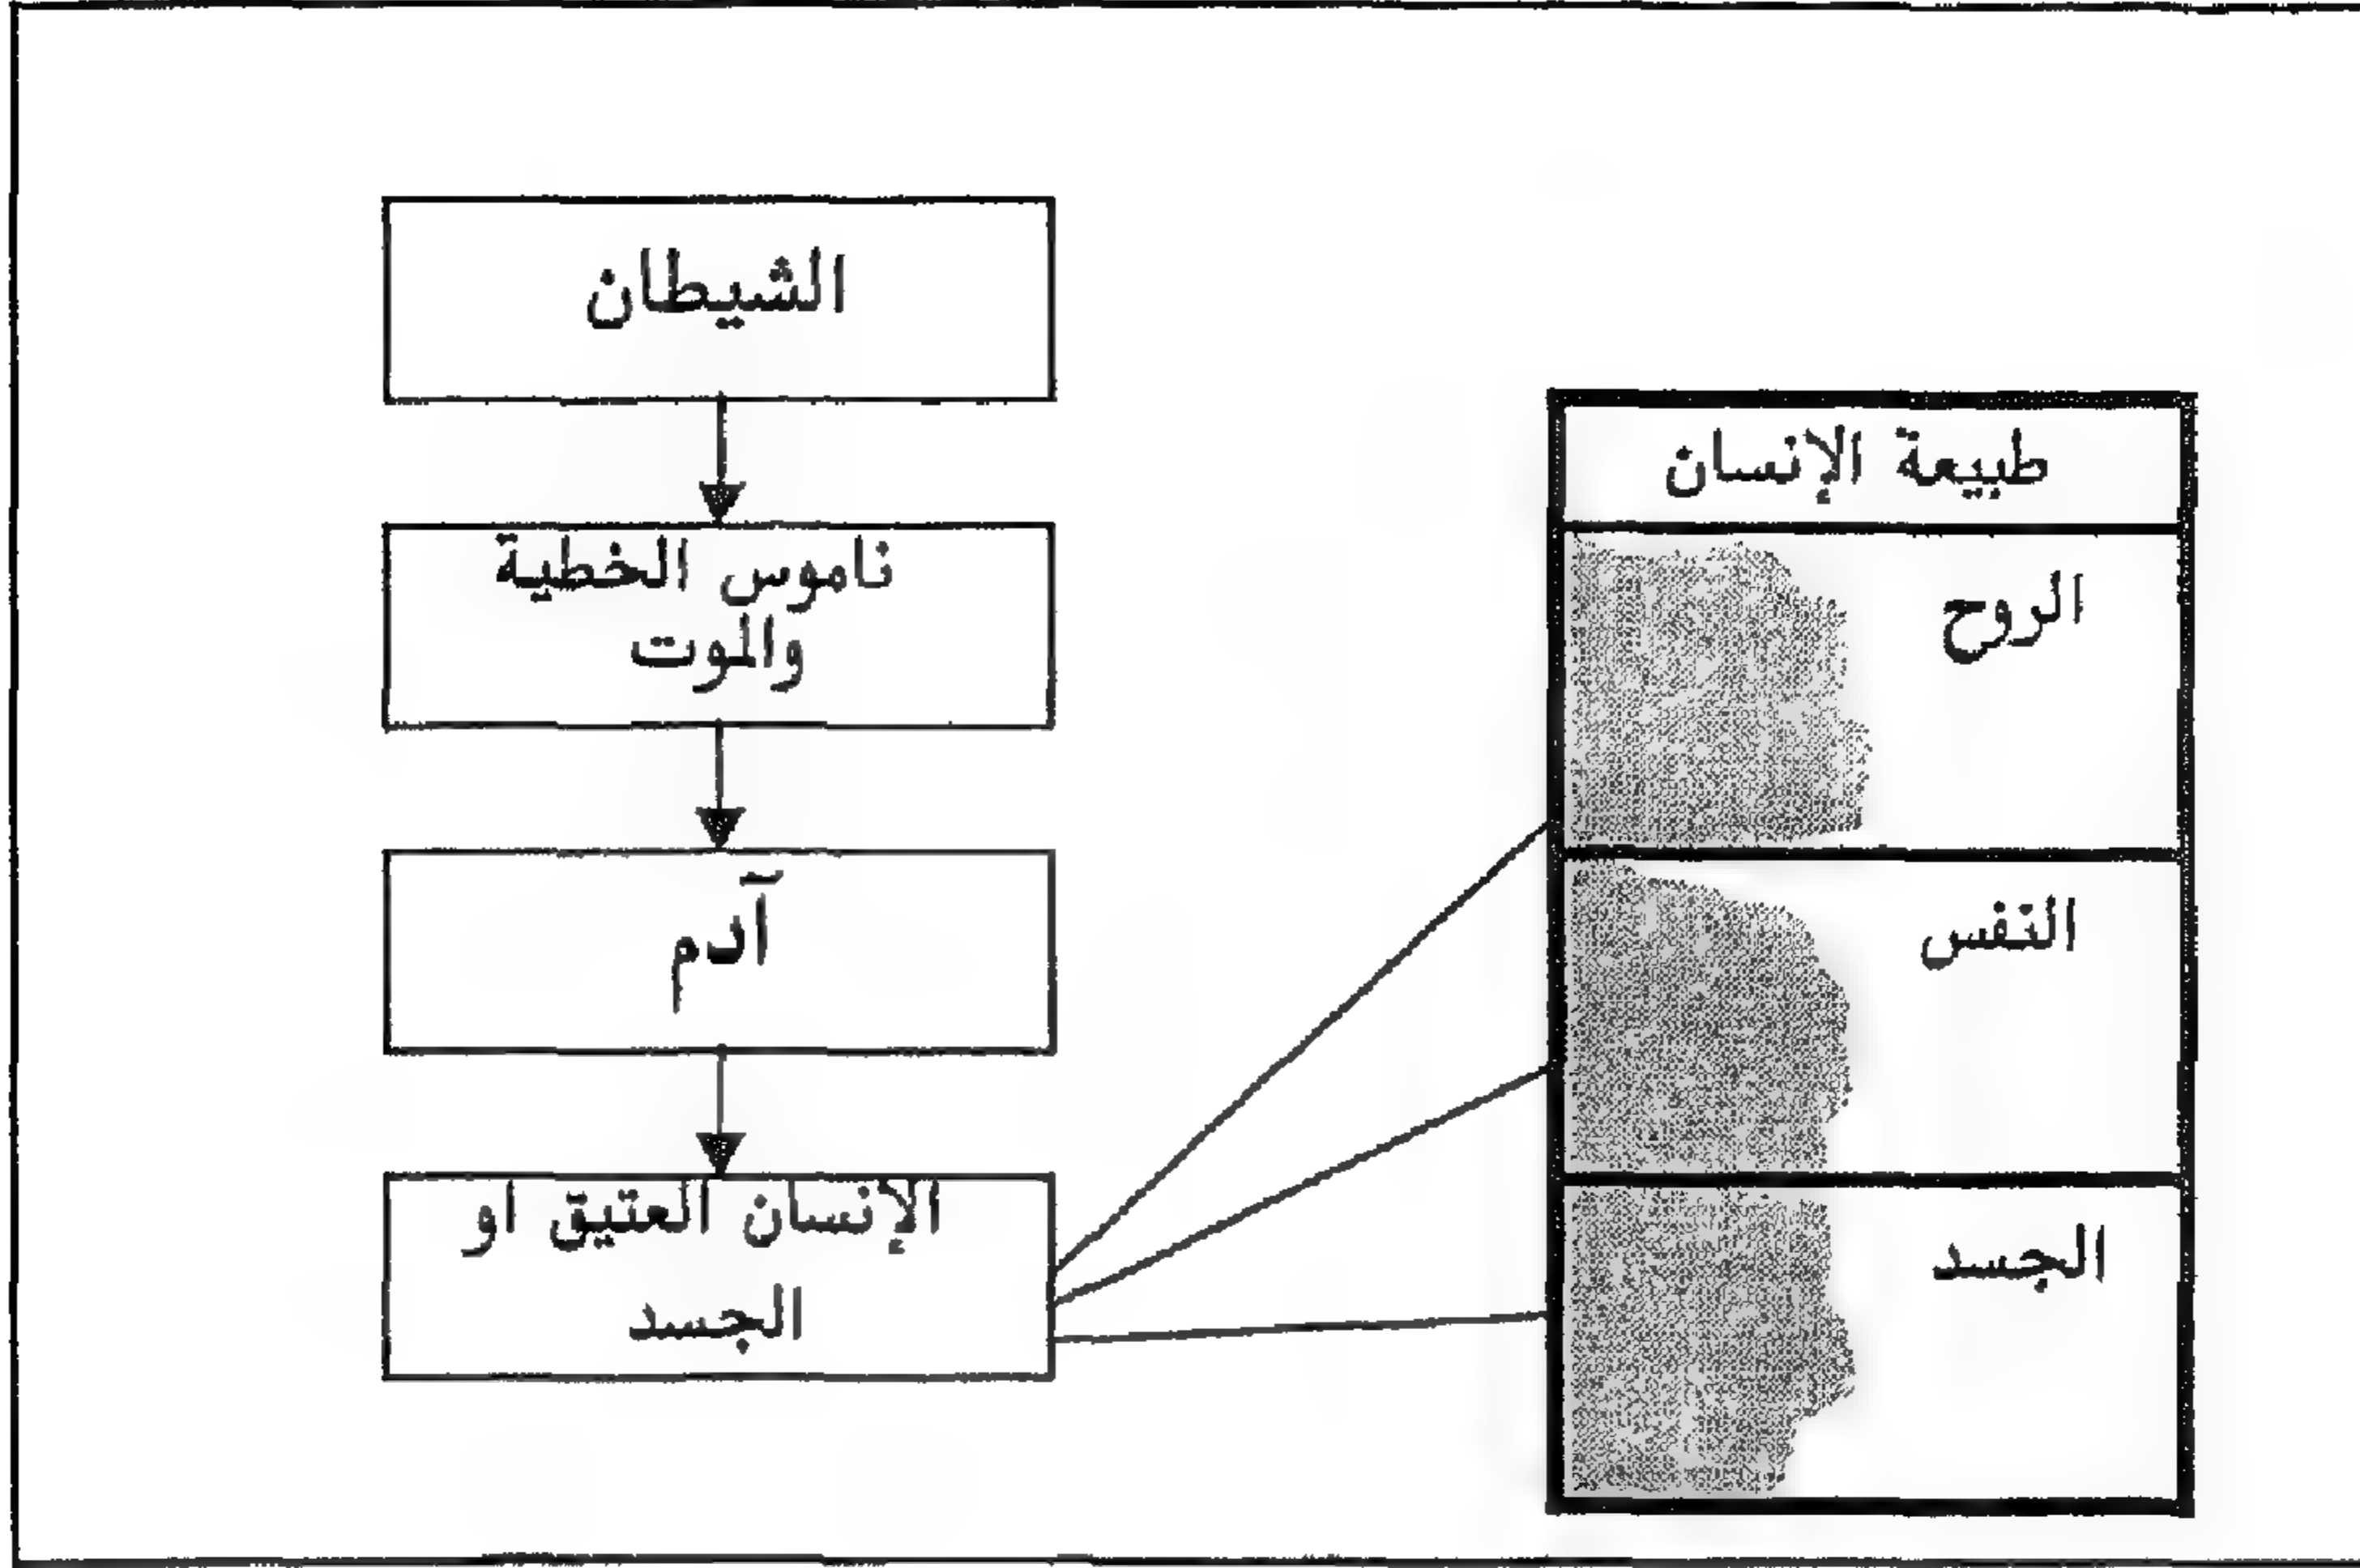 الشيطان
ناموس الخطية
والموت
آدم
الإنسان العتيق او
الجسد
طبيعة الإنسان
الروح
النفس
الجسد